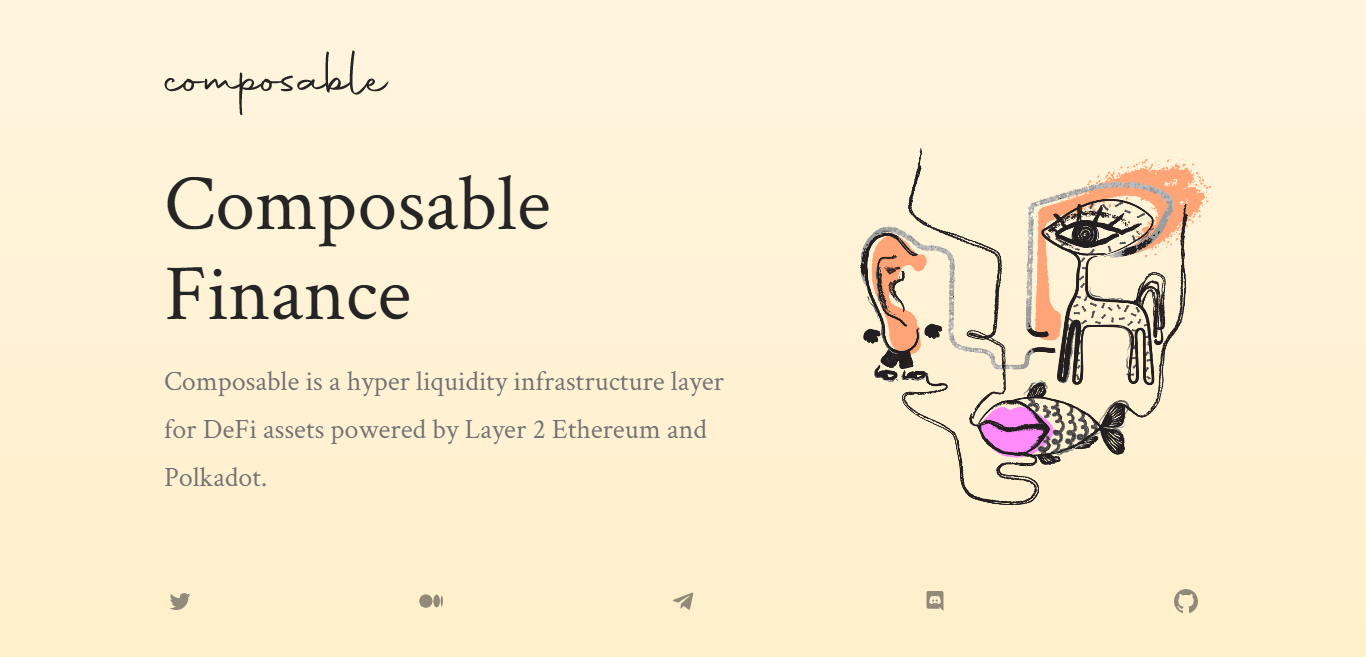 composable
Composable
Finance
Composable is a hyper liquidity infrastructure layer
for DeFi assets powered by Layer 2 Ethereum and
Polkadot.